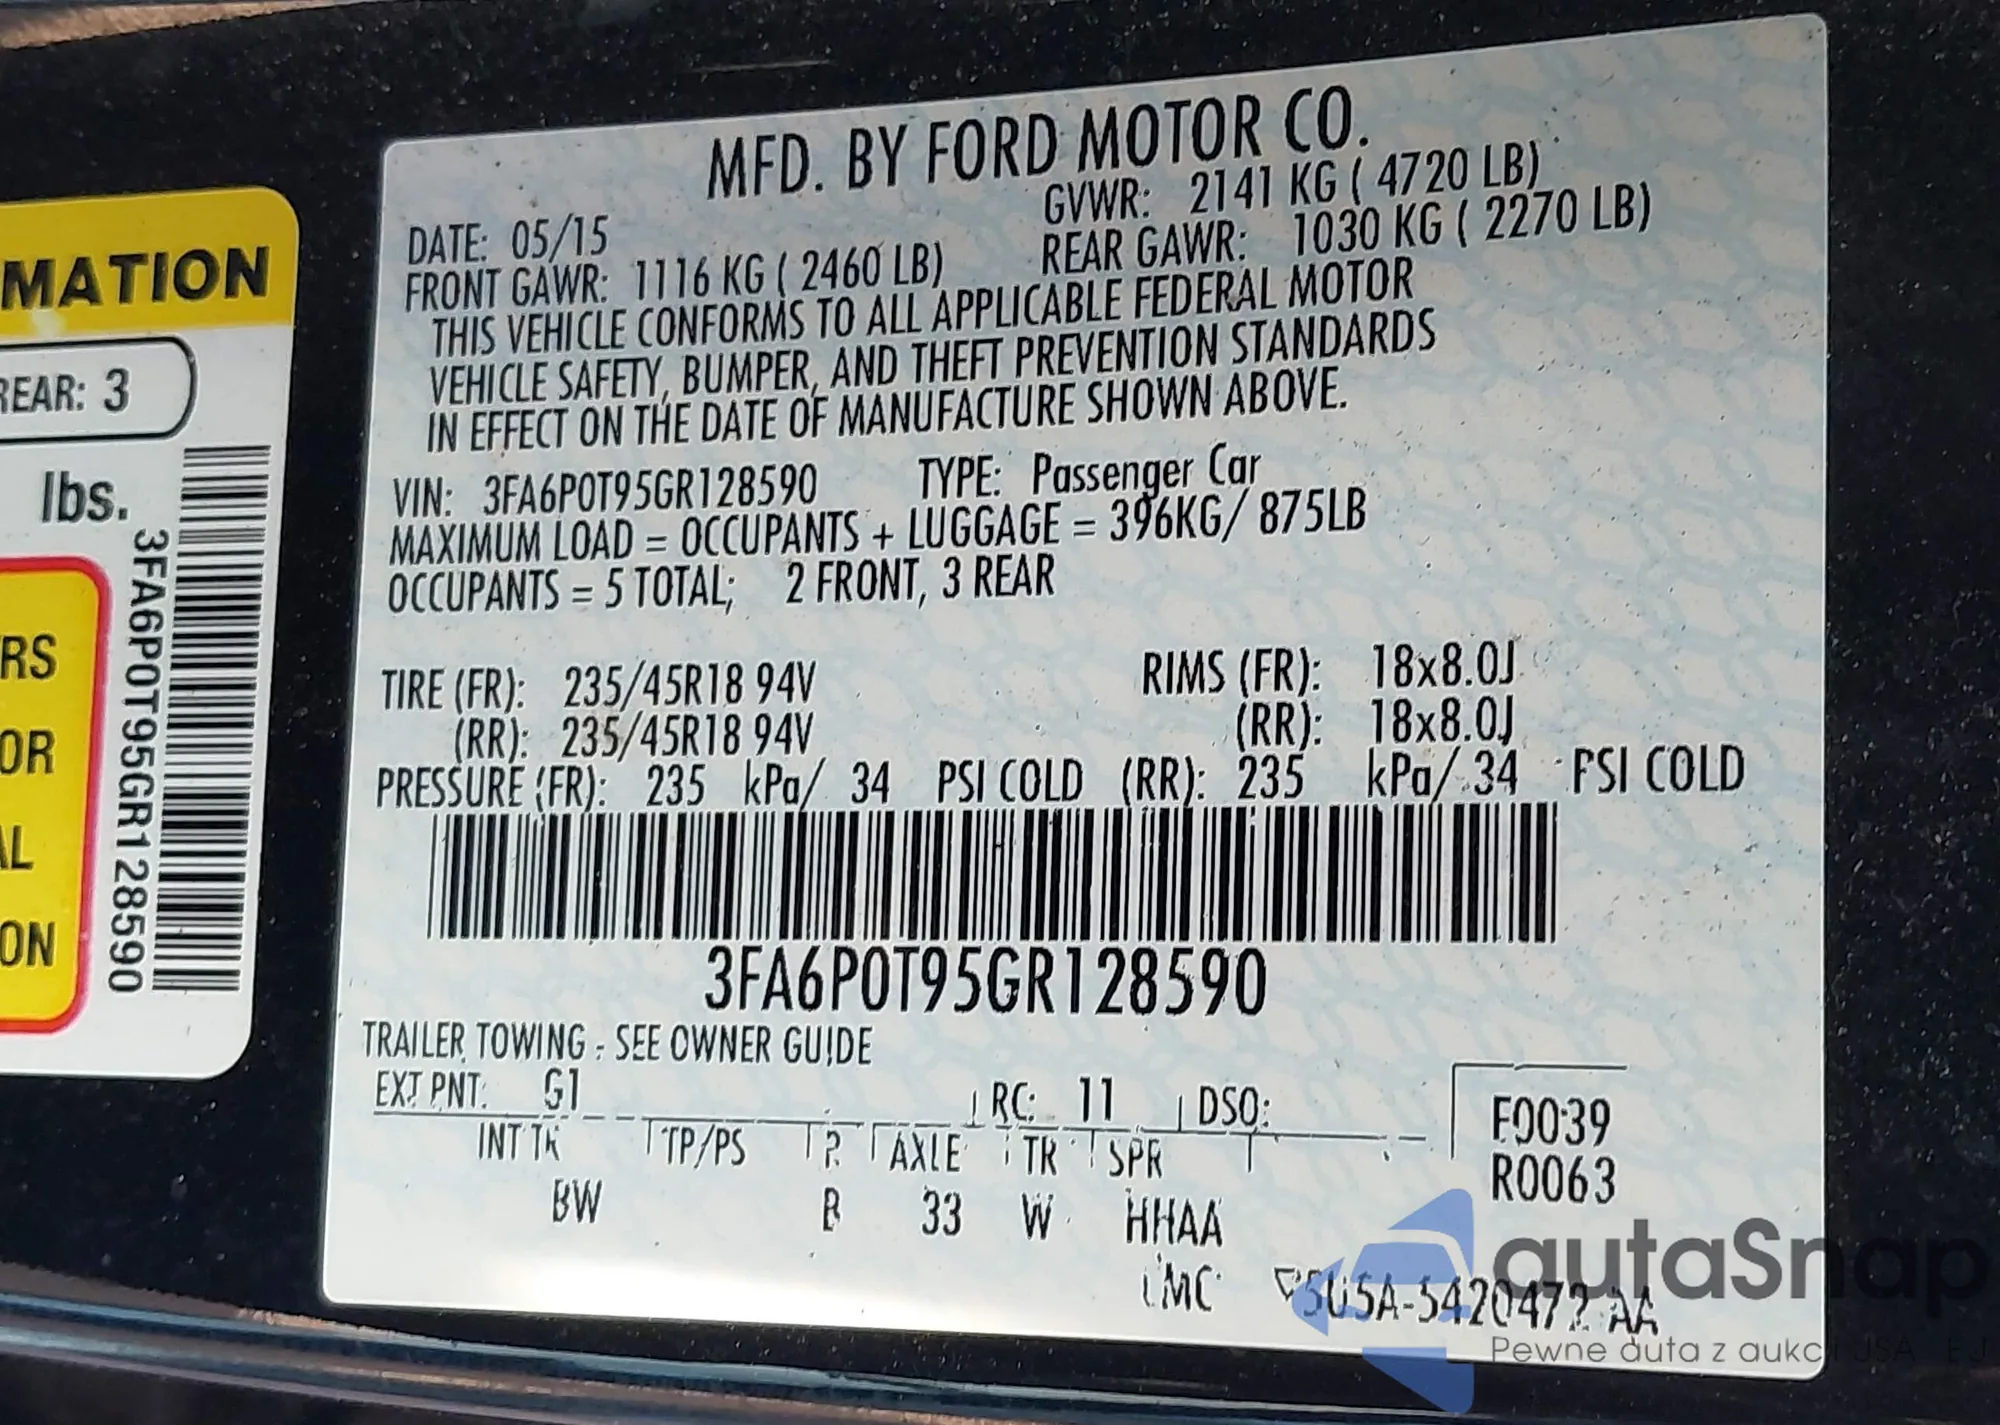 MATION
REAR: 3
lbs.
3FA6P0T95GR128590
RS
OR
AL
ON
MFD. BY FORD MOTOR CO.
DATE: 05/15
GVWR: 2141 KG ( 4720 LB)
FRONT GAWR: 1116 KG ( 2460 LB)
REAR GAWR: 1030 KG ( 2270 LB)
THIS VEHICLE CONFORMS TO ALL APPLICABLE FEDERAL MOTOR
VEHICLE SAFETY, BUMPER, AND THEFT PREVENTION STANDARDS
IN EFFECT ON THE DATE OF MANUFACTURE SHOWN ABOVE.
VIN: 3FA6P0T95GR128590 TYPE: Passenger Car
MAXIMUM LOAD = OCCUPANTS + LUGGAGE = 396KG/ 875LB
OCCUPANTS = 5 TOTAL; 2 FRONT, 3 REAR
TIRE (FR): 235/45R18 94V RIMS (FR): 18x8.0J
(RR): 235/45R18 94V (RR): 18x8.0J
PRESSURE (FR): 235 kPa/ 34 PSI COLD (RR): 235 kPa/ 34 PSI COLD
3FA6P0T95GR128590
TRAILER TOWING - SEE OWNER GUIDE
EXT PNT: G1 RC: 11 DSO: F0039
INT TR TP/PS R AXLE TR SPR R0063
BW B 33 W HHAA
autaSnap
Pewne auta z aukcji USA